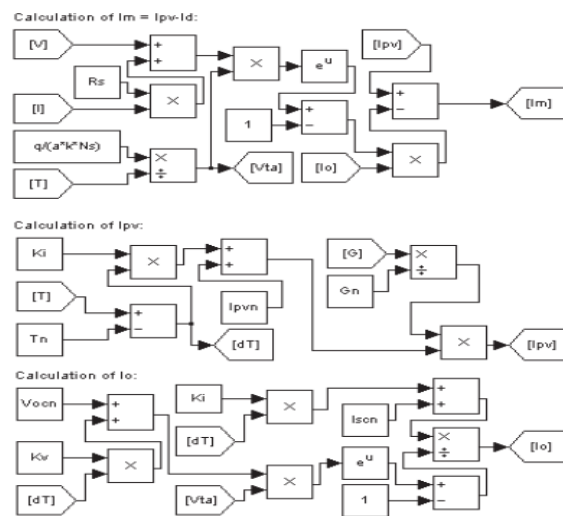 Calculation of Im = Ipv-Id:
[V]
+
÷
×
e^u
[Ipv]
Rs
×
+
−
[Im]
[I]
1
+
−
q/(a*k*Ns)
×
÷
[Vta]
[Io]
×
[T]
Calculation of Ipv:
Ki
×
+
+
[G]
×
÷
[T]
+
−
Ipvn
Gn
Tn
[dT]
×
[Ipv]
Calculation of Io:
Vocn
+
+
Ki
×
+
+
[dT]
Iscn
Kv
×
×
÷
[Io]
[dT]
×
e^u
+
−
[Vta]
1